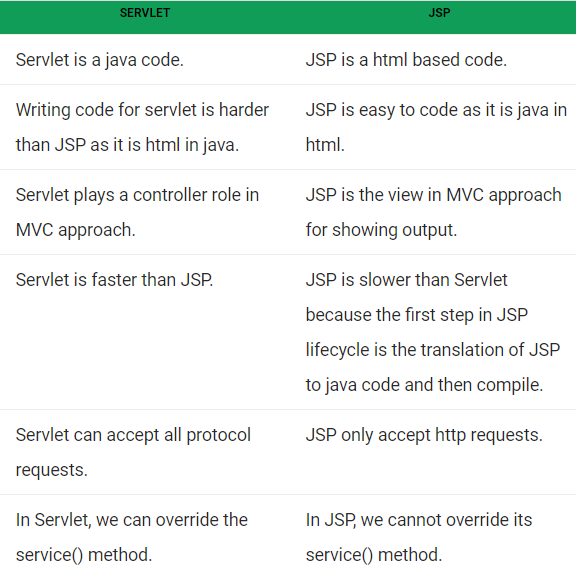 SERVLET JSP
Servlet is a java code.
JSP is a html based code.
Writing code for servlet is harder
than JSP as it is html in java.
JSP is easy to code as it is java in
html.
Servlet plays a controller role in
MVC approach.
JSP is the view in MVC approach
for showing output.
Servlet is faster than JSP.
JSP is slower than Servlet
because the first step in JSP
lifecycle is the translation of JSP
to java code and then compile.
Servlet can accept all protocol
requests.
JSP only accept http requests.
In Servlet, we can override the
service() method.
In JSP, we cannot override its
service() method.